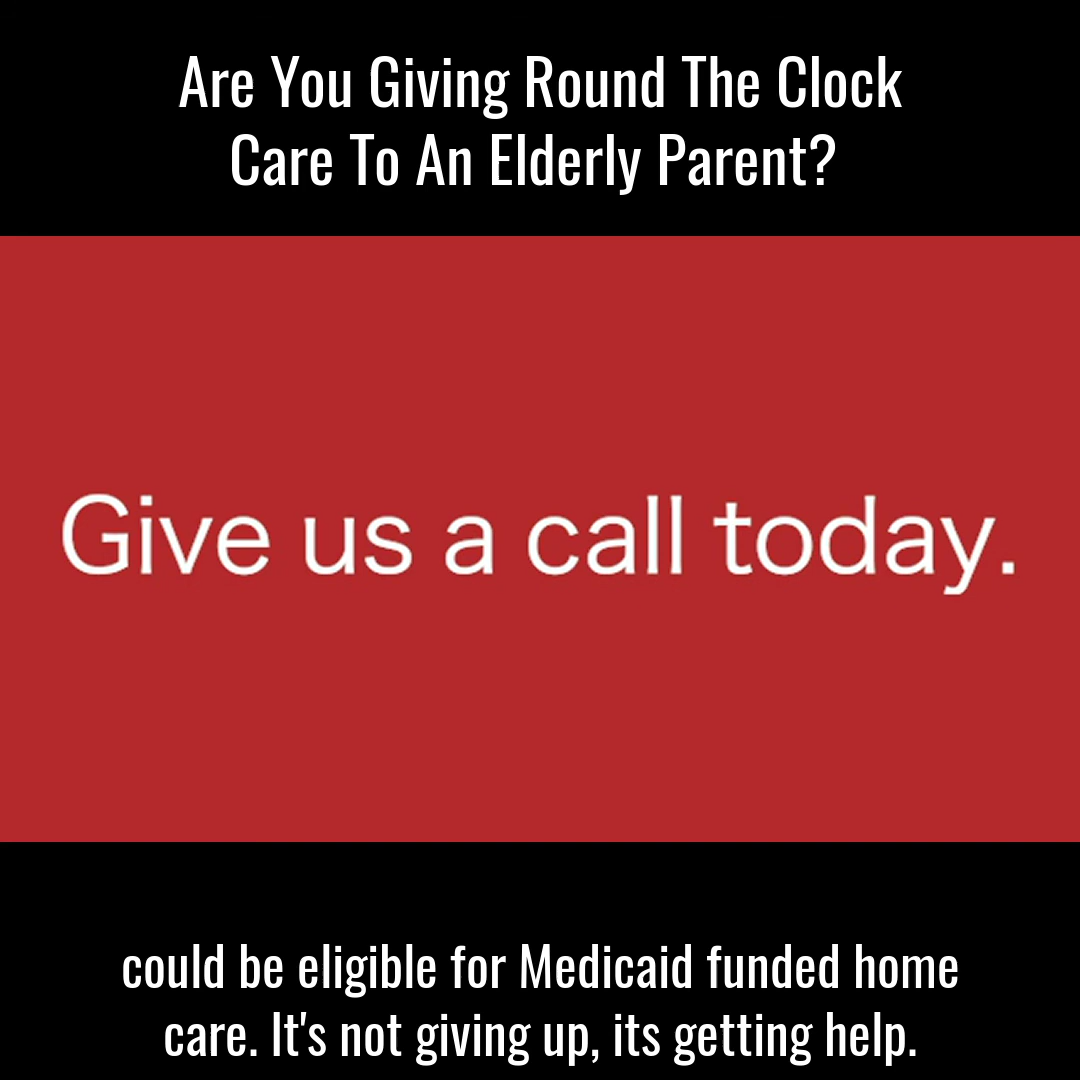 Are You Giving Round The Clock
Care To An Elderly Parent?
Give us a call today.
could be eligible for Medicaid funded home
care. It's not giving up, its getting help.